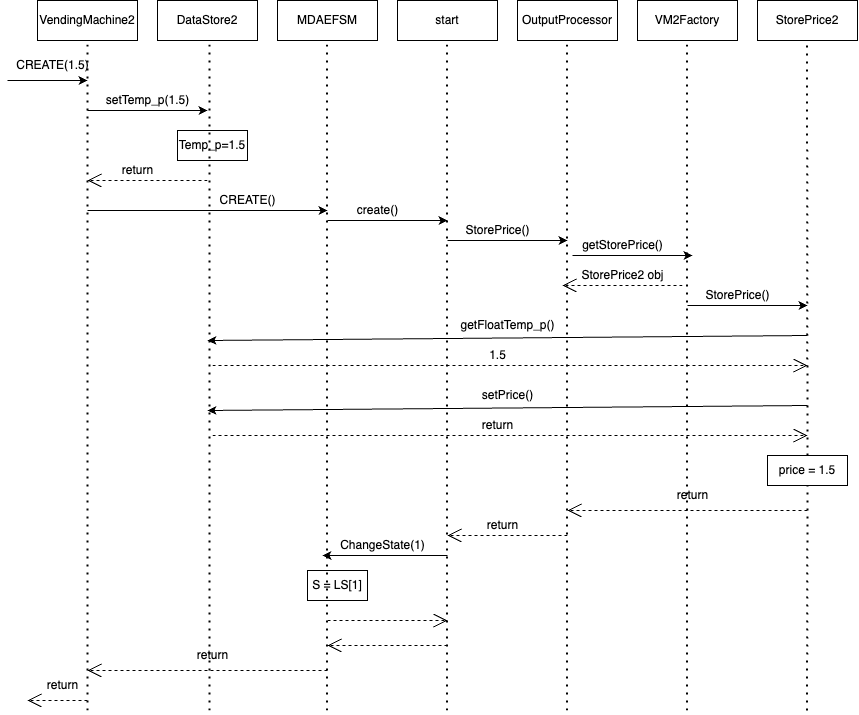 VendingMachine2
DataStore2
MDAEFSM
start
OutputProcessor
VM2Factory
StorePrice2
CREATE(1.5)
setTemp_p(1.5)
Temp_p=1.5
return
CREATE()
create()
StorePrice()
getStorePrice()
StorePrice2 obj
StorePrice()
getFloatTemp_p()
1.5
setPrice()
return
price = 1.5
return
return
ChangeState(1)
S = LS[1]
return
return